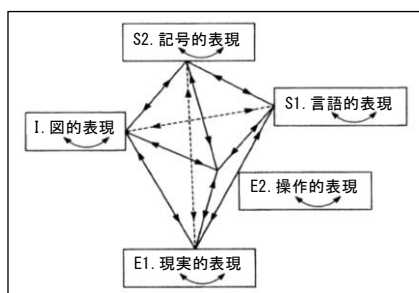 S2. 記号的表現
S1. 言語的表現
I. 図的表現
E2. 操作的表現
E1. 現実的表現